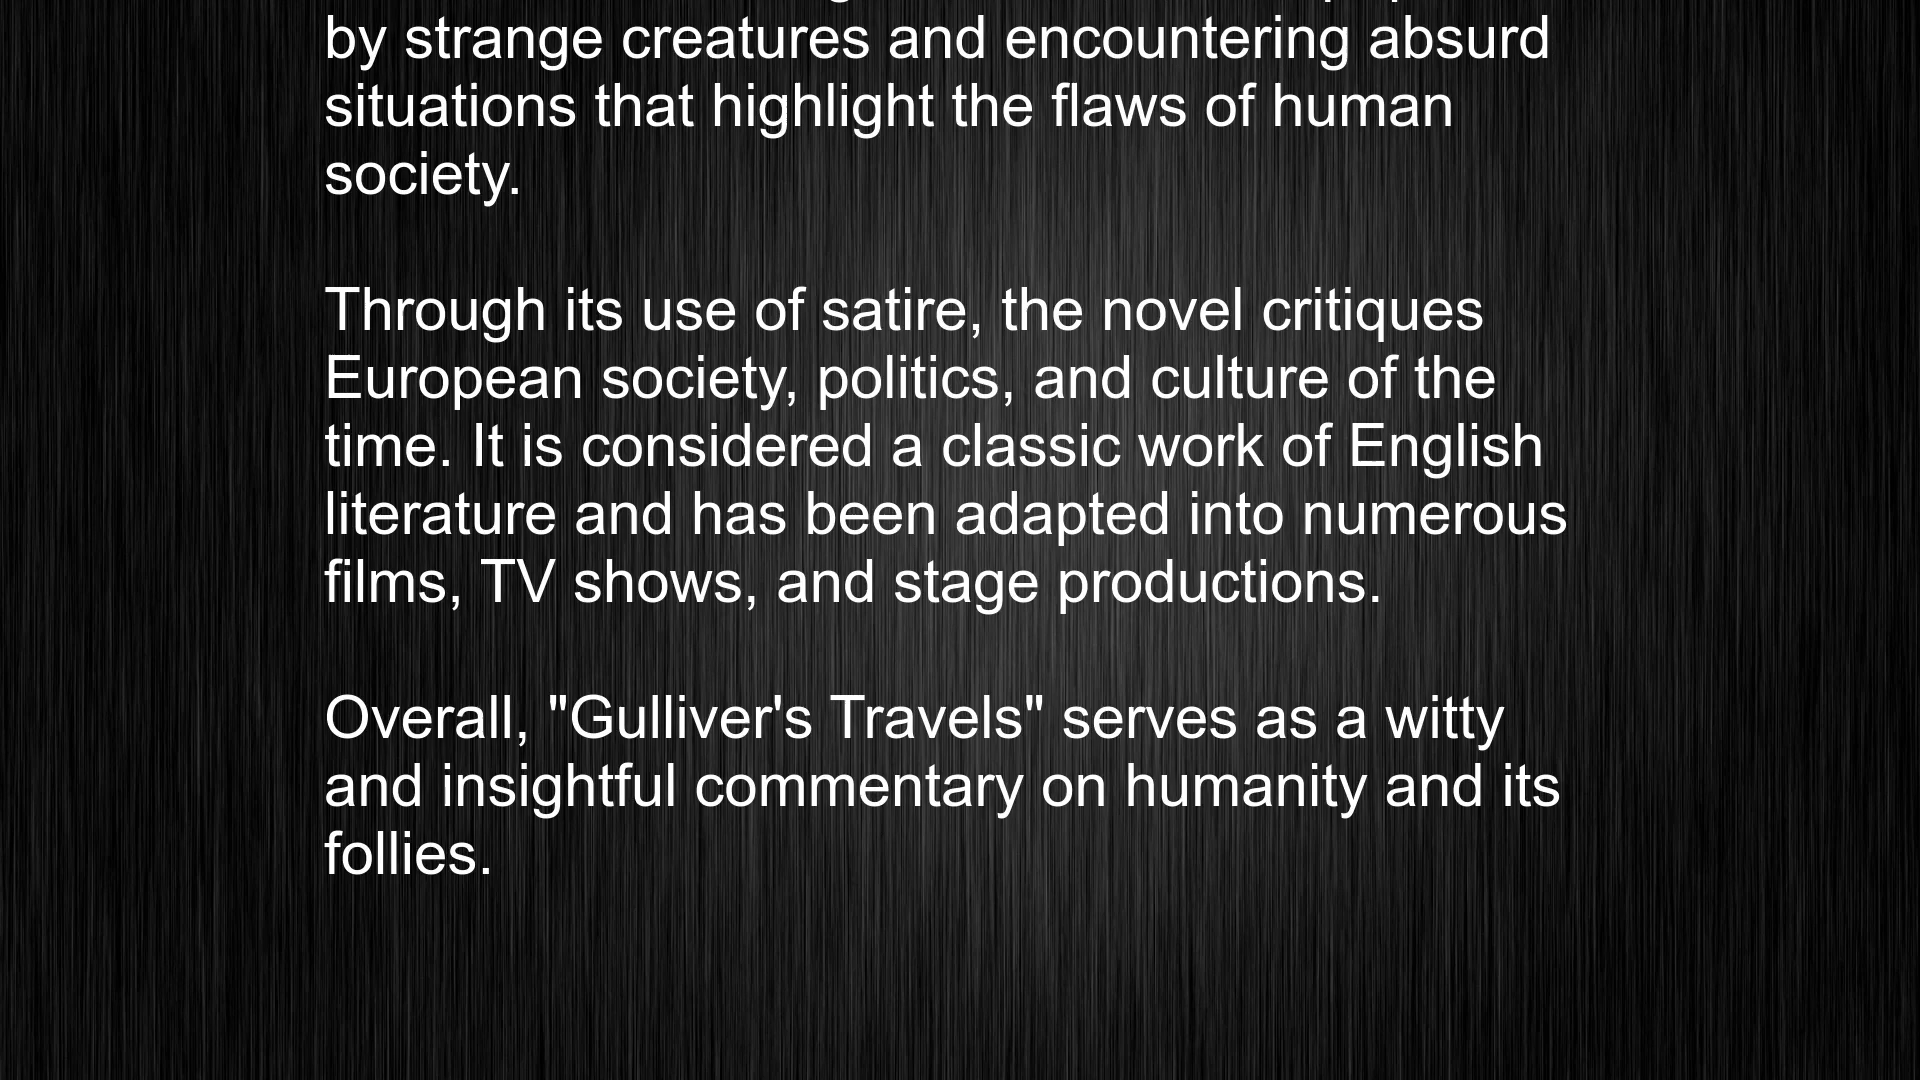 by strange creatures and encountering absurd
situations that highlight the flaws of human
society.
Through its use of satire, the novel critiques
European society, politics, and culture of the
time. It is considered a classic work of English
literature and has been adapted into numerous
films, TV shows, and stage productions.
Overall, "Gulliver's Travels" serves as a witty
and insightful commentary on humanity and its
follies.